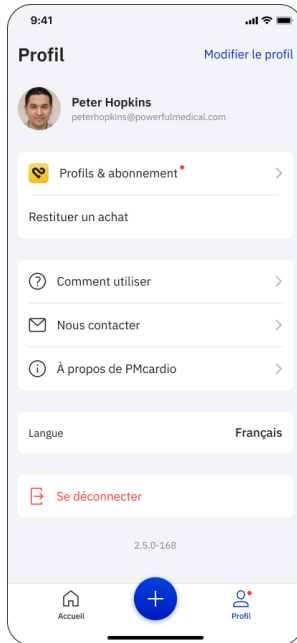 9:41
Profil
Modifier le profil
Peter Hopkins
peterhopkins@powerfulmedical.com
Profils & abonnement
Restituer un achat
Comment utiliser
Nous contacter
À propos de PMcardio
Langue
Français
Se déconnecter
2.5.0-168
Accueil
Profil